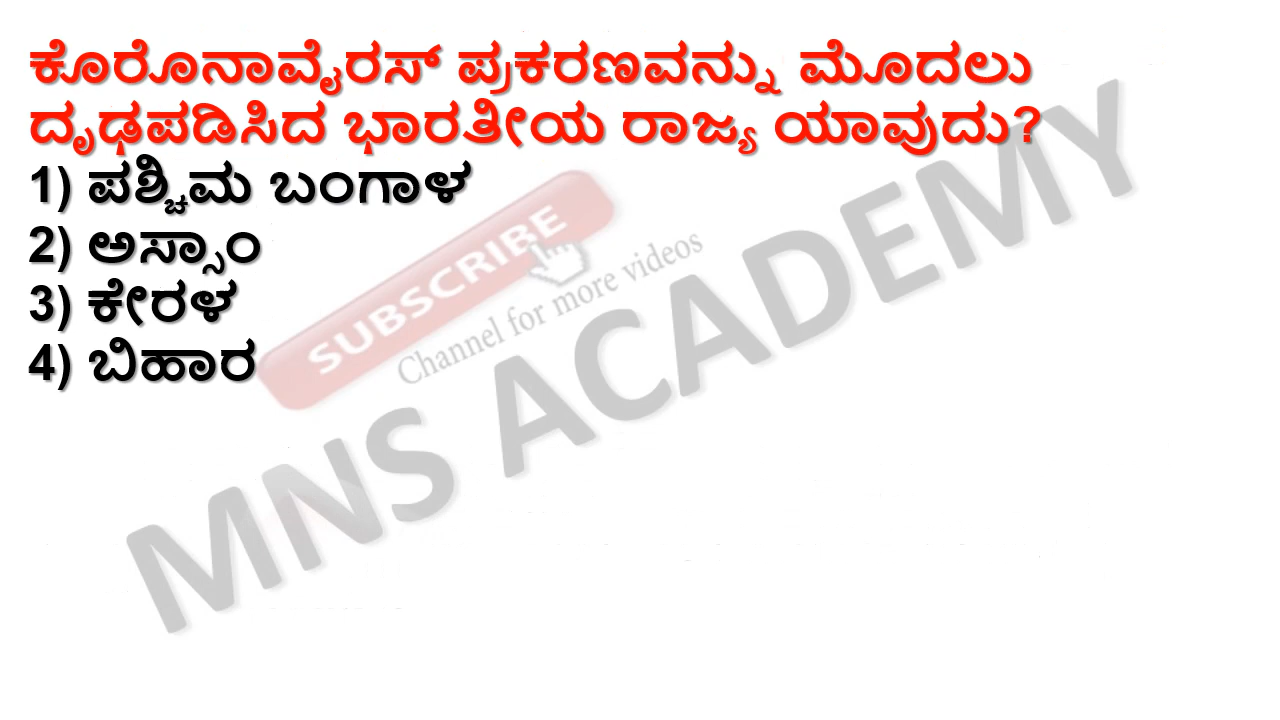 ಕೊರೊನಾವೈರಸ್ ಪ್ರಕರಣವನ್ನು ಮೊದಲು
ದೃಢಪಡಿಸಿದ ಭಾರತೀಯ ರಾಜ್ಯ ಯಾವುದು?
1) ಪಶ್ಚಿಮ ಬಂಗಾಳ
2) ಅಸ್ಸಾಂ
3) ಕೇರಳ
4) ಬಿಹಾರ
SUBSCRIBE
Channel for more videos
MNS ACADEMY